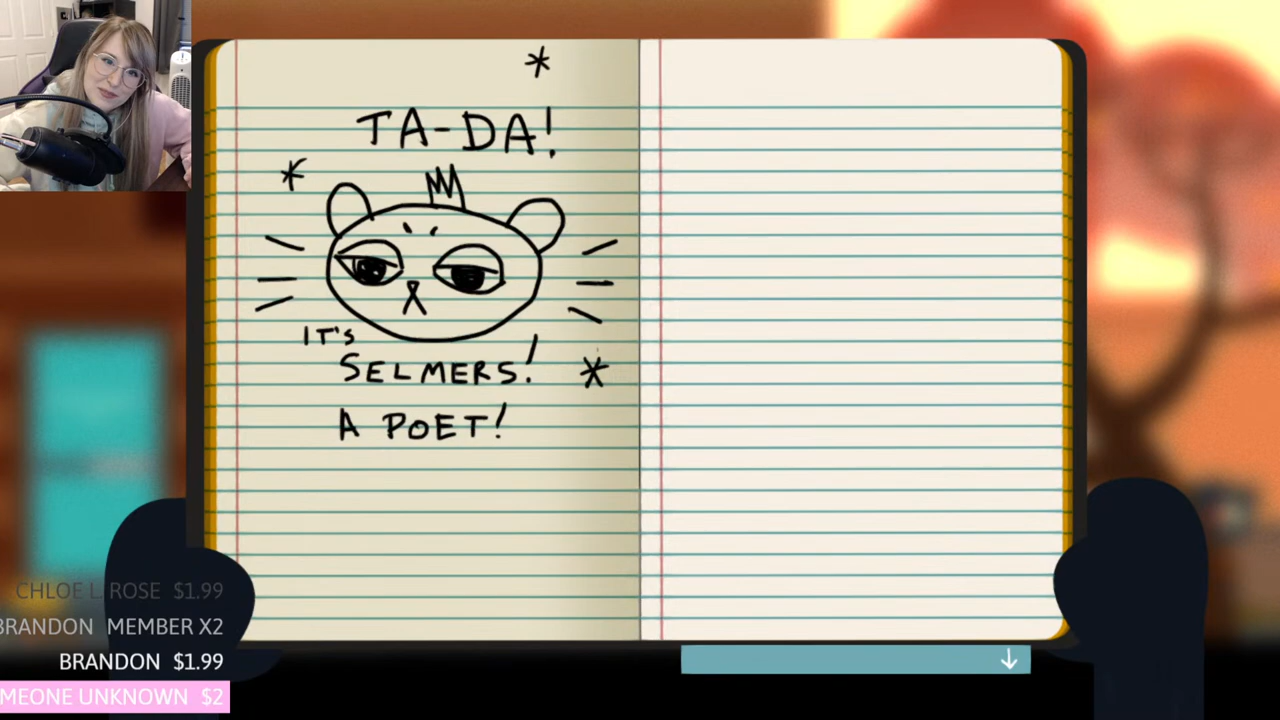 TA-DA!
IT'S
SELMERS!
A POET!
CHLOE L. ROSE $1.99
BRANDON MEMBER X2
BRANDON $1.99
MEONE UNKNOWN $2